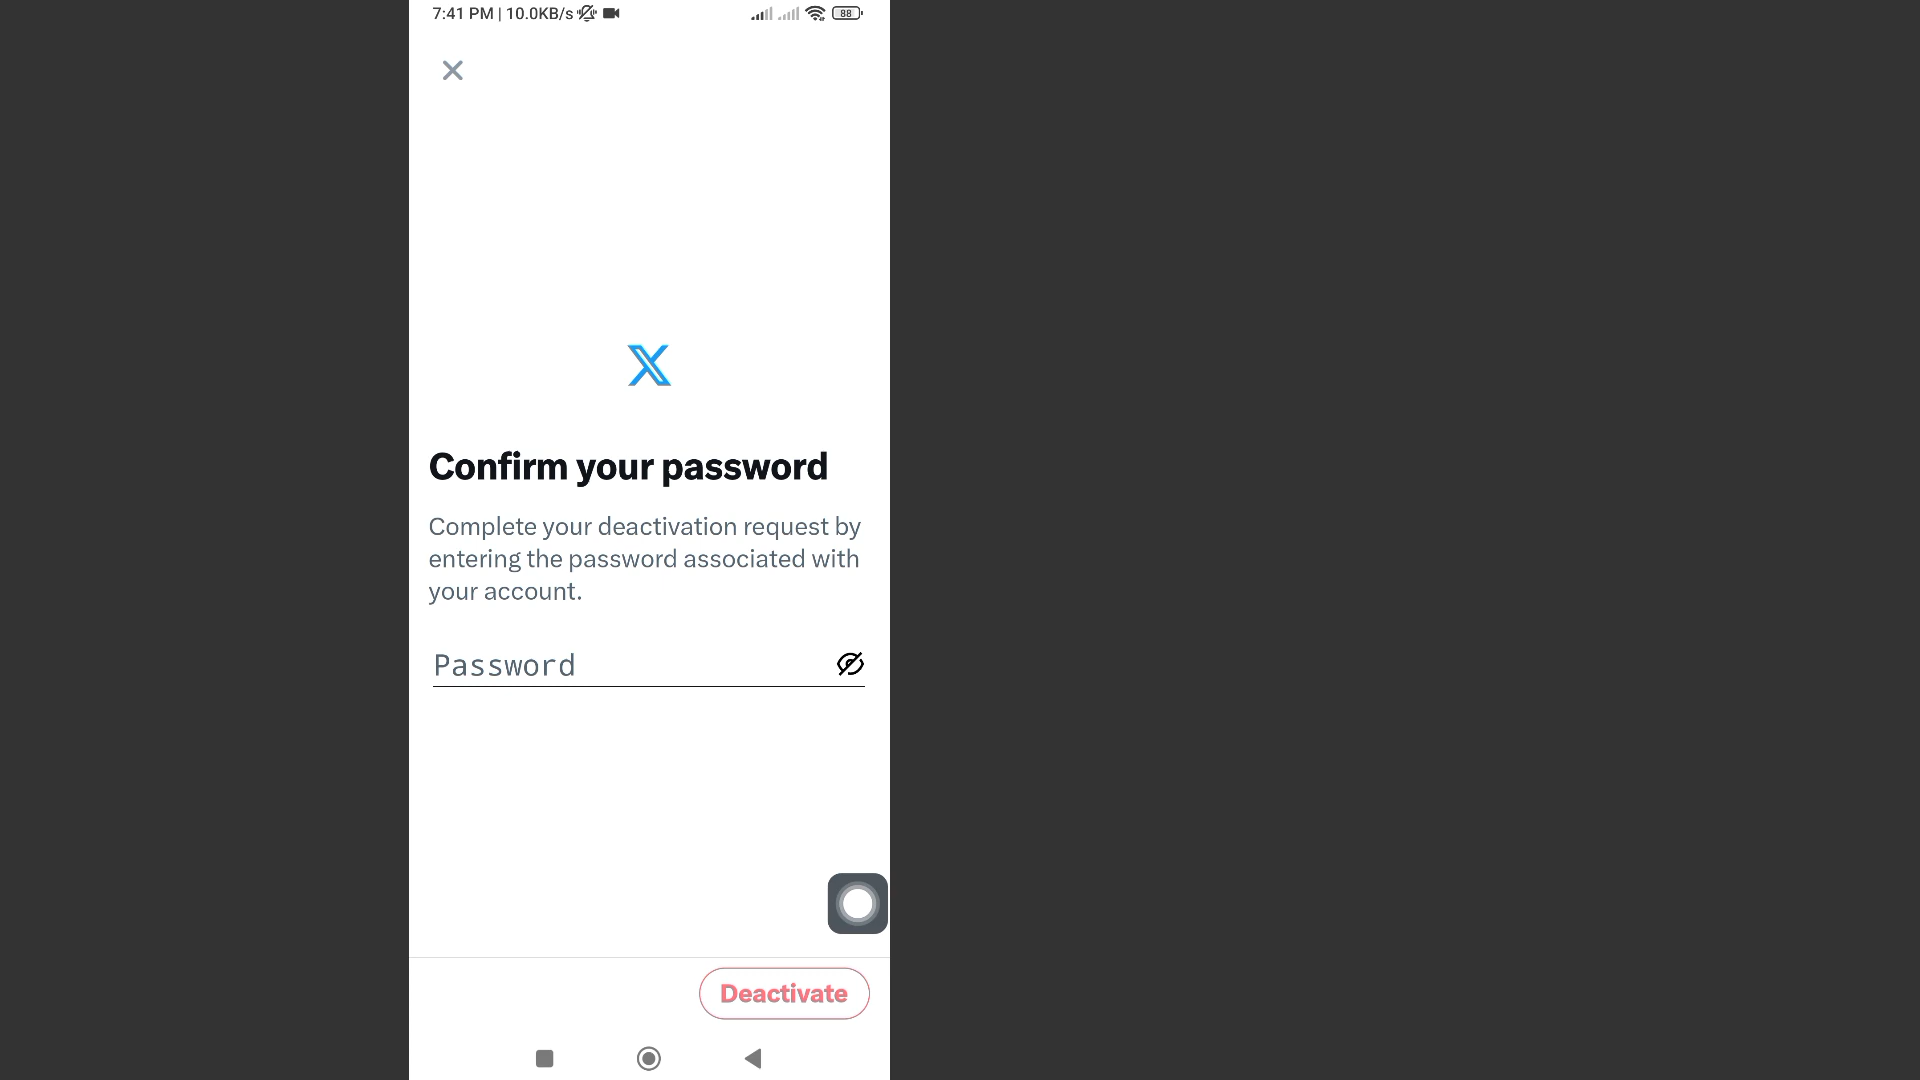 7:41 PM | 10.0KB/s 88
Confirm your password
Complete your deactivation request by
entering the password associated with
your account.
Password
Deactivate